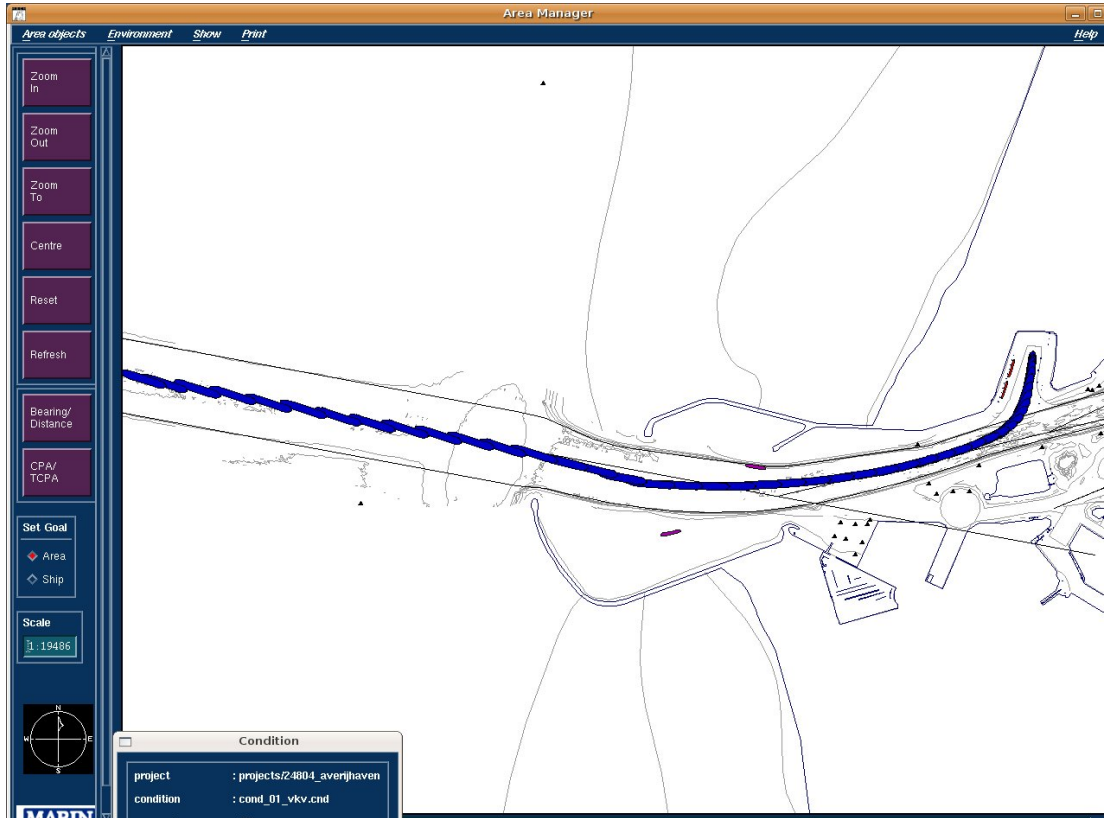 Area Manager
Area objects Environment Show Print Help
Zoom
In
Zoom
Out
Zoom
To
Centre
Reset
Refresh
Bearing/
Distance
CPA/
TCPA
Set Goal
Area
Ship
Scale
1:19486
N
W E
S
MARIN
Condition
project : projects/24804_averijhaven
condition : cond_01_vkv.cnd